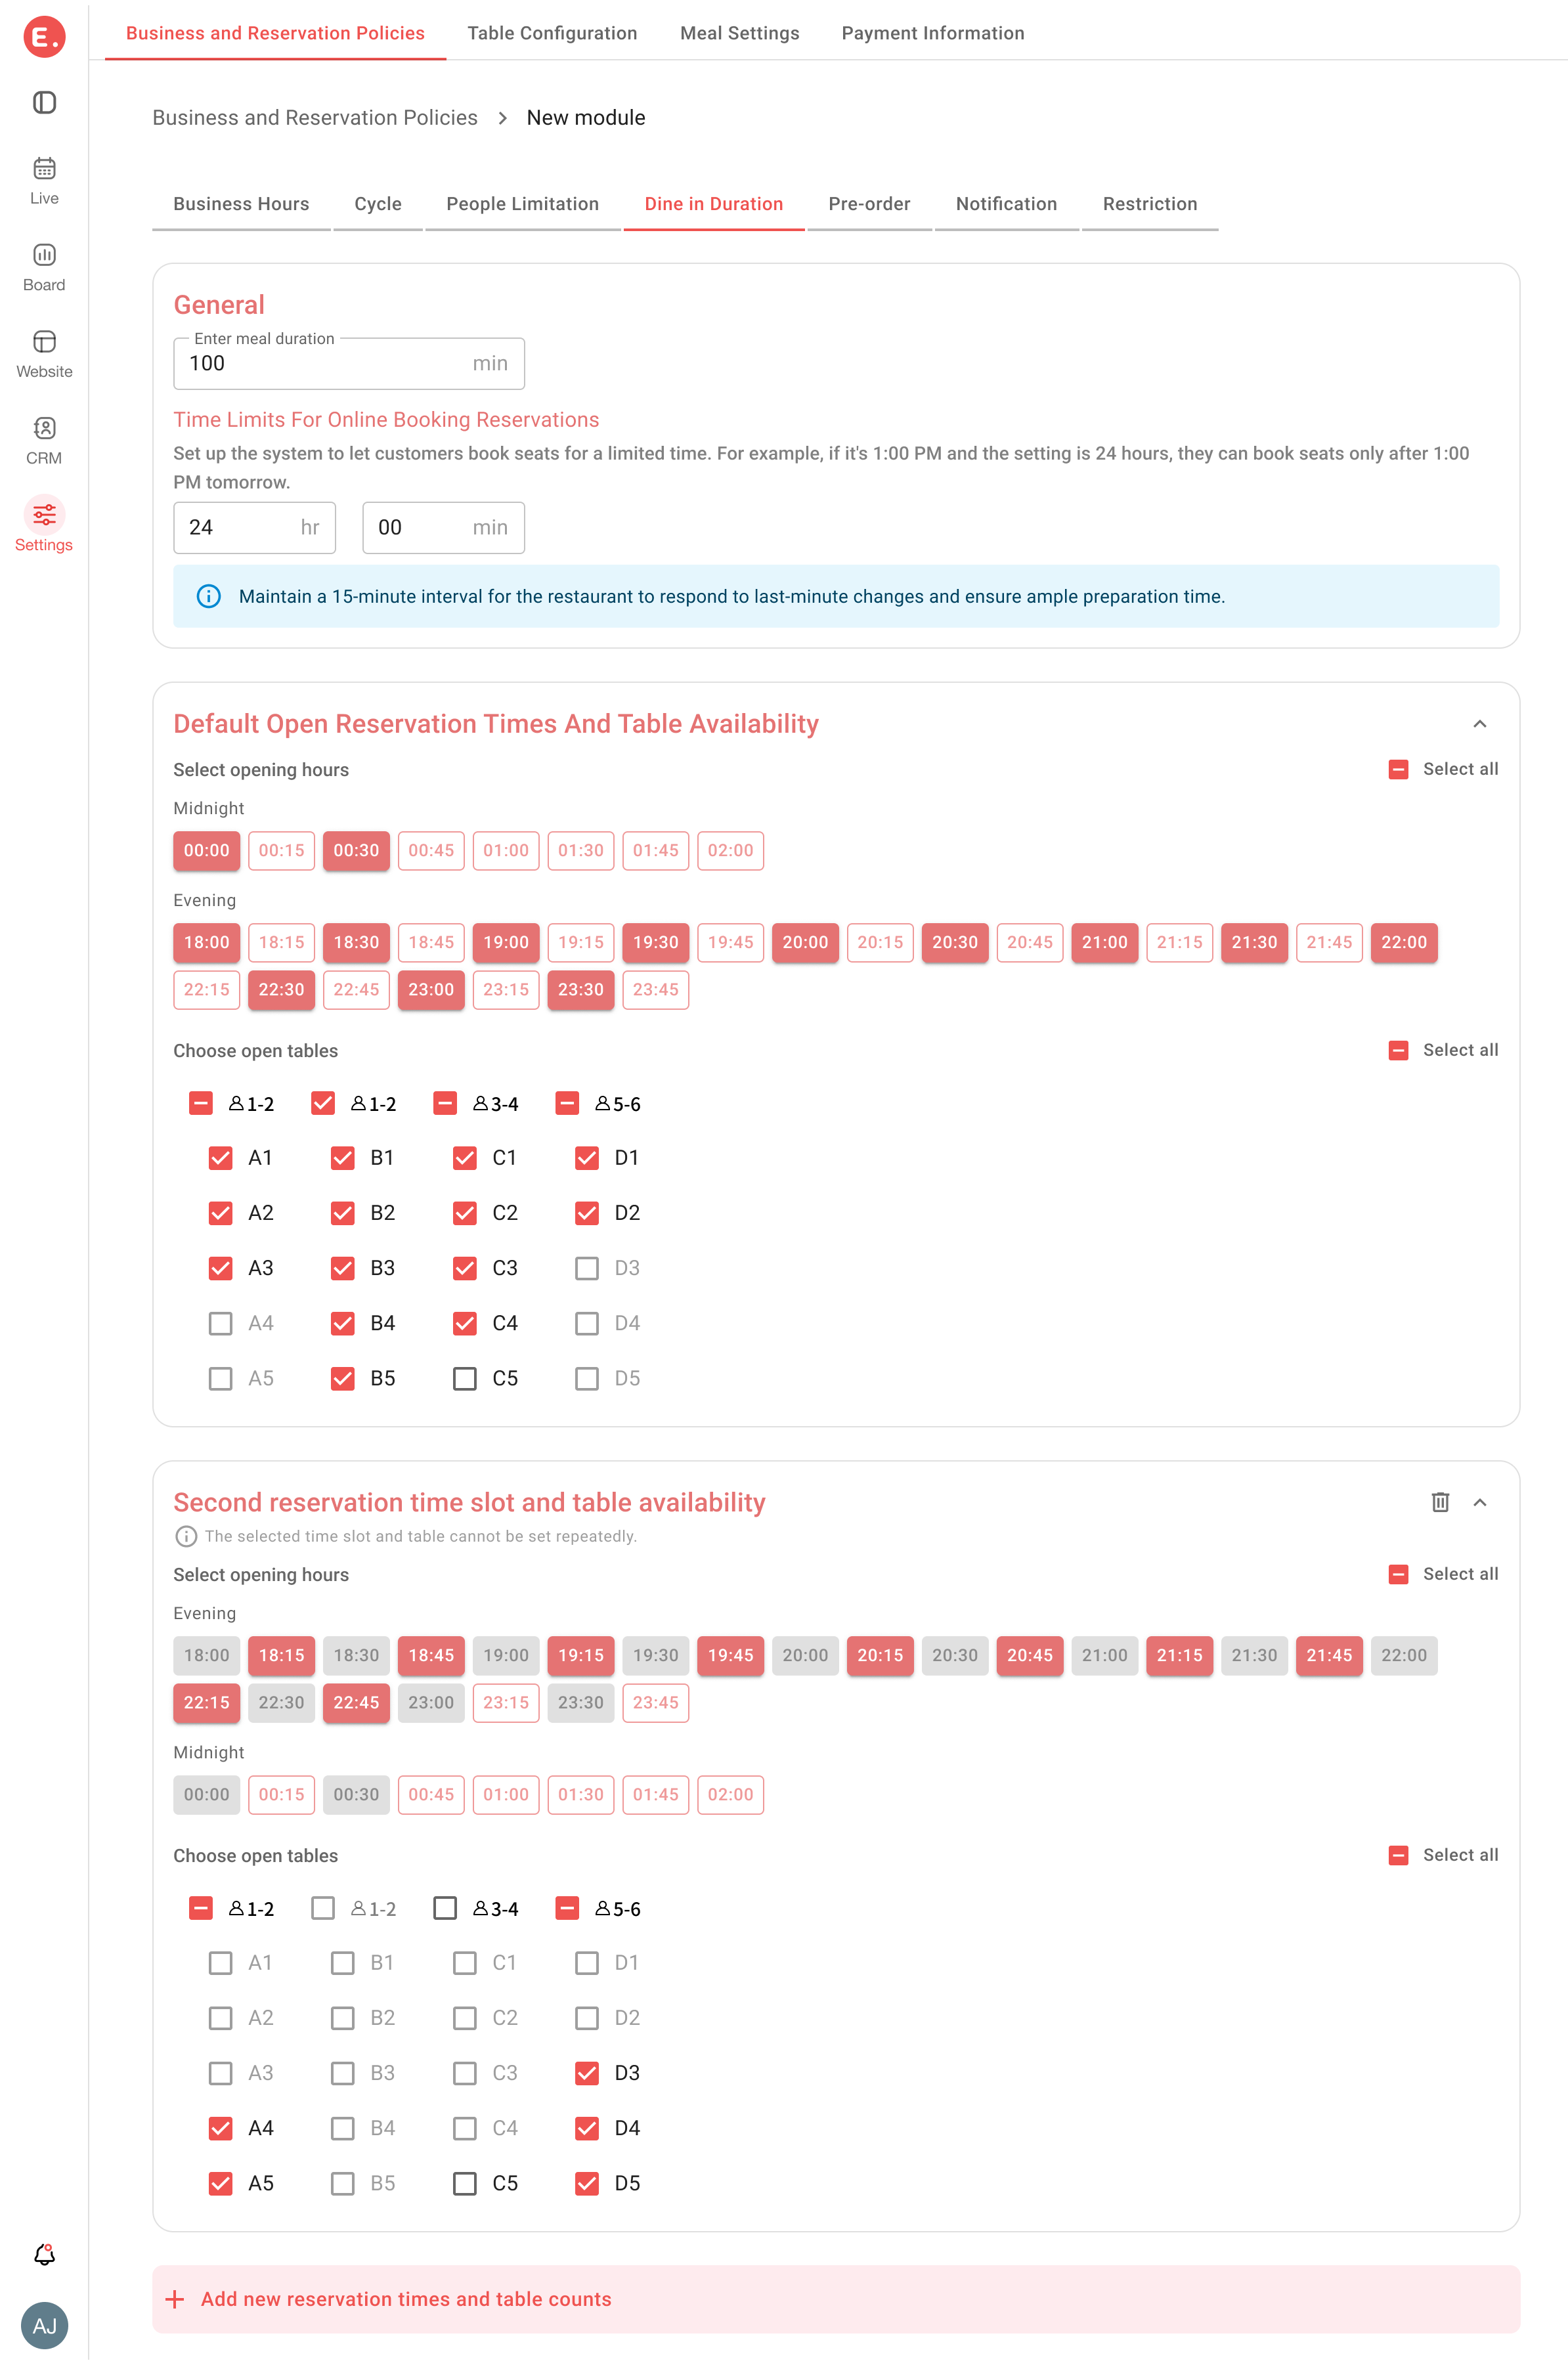 E.
Business and Reservation Policies Table Configuration Meal Settings Payment Information
Live
Board
Website
CRM
Settings
AJ
Business and Reservation Policies > New module
Business Hours Cycle People Limitation Dine in Duration Pre-order Notification Restriction
General
Enter meal duration
100 min
Time Limits For Online Booking Reservations
Set up the system to let customers book seats for a limited time. For example, if it's 1:00 PM and the setting is 24 hours, they can book seats only after 1:00
PM tomorrow.
24 hr 00 min
Maintain a 15-minute interval for the restaurant to respond to last-minute changes and ensure ample preparation time.
Default Open Reservation Times And Table Availability
Select opening hours Select all
Midnight
00:00 00:15 00:30 00:45 01:00 01:30 01:45 02:00
Evening
18:00 18:15 18:30 18:45 19:00 19:15 19:30 19:45 20:00 20:15 20:30 20:45 21:00 21:15 21:30 21:45 22:00
22:15 22:30 22:45 23:00 23:15 23:30 23:45
Choose open tables Select all
1-2 1-2 3-4 5-6
A1 B1 C1 D1
A2 B2 C2 D2
A3 B3 C3 D3
A4 B4 C4 D4
A5 B5 C5 D5
Second reservation time slot and table availability
The selected time slot and table cannot be set repeatedly.
Select opening hours Select all
Evening
18:00 18:15 18:30 18:45 19:00 19:15 19:30 19:45 20:00 20:15 20:30 20:45 21:00 21:15 21:30 21:45 22:00
22:15 22:30 22:45 23:00 23:15 23:30 23:45
Midnight
00:00 00:15 00:30 00:45 01:00 01:30 01:45 02:00
Choose open tables Select all
1-2 1-2 3-4 5-6
A1 B1 C1 D1
A2 B2 C2 D2
A3 B3 C3 D3
A4 B4 C4 D4
A5 B5 C5 D5
+ Add new reservation times and table counts